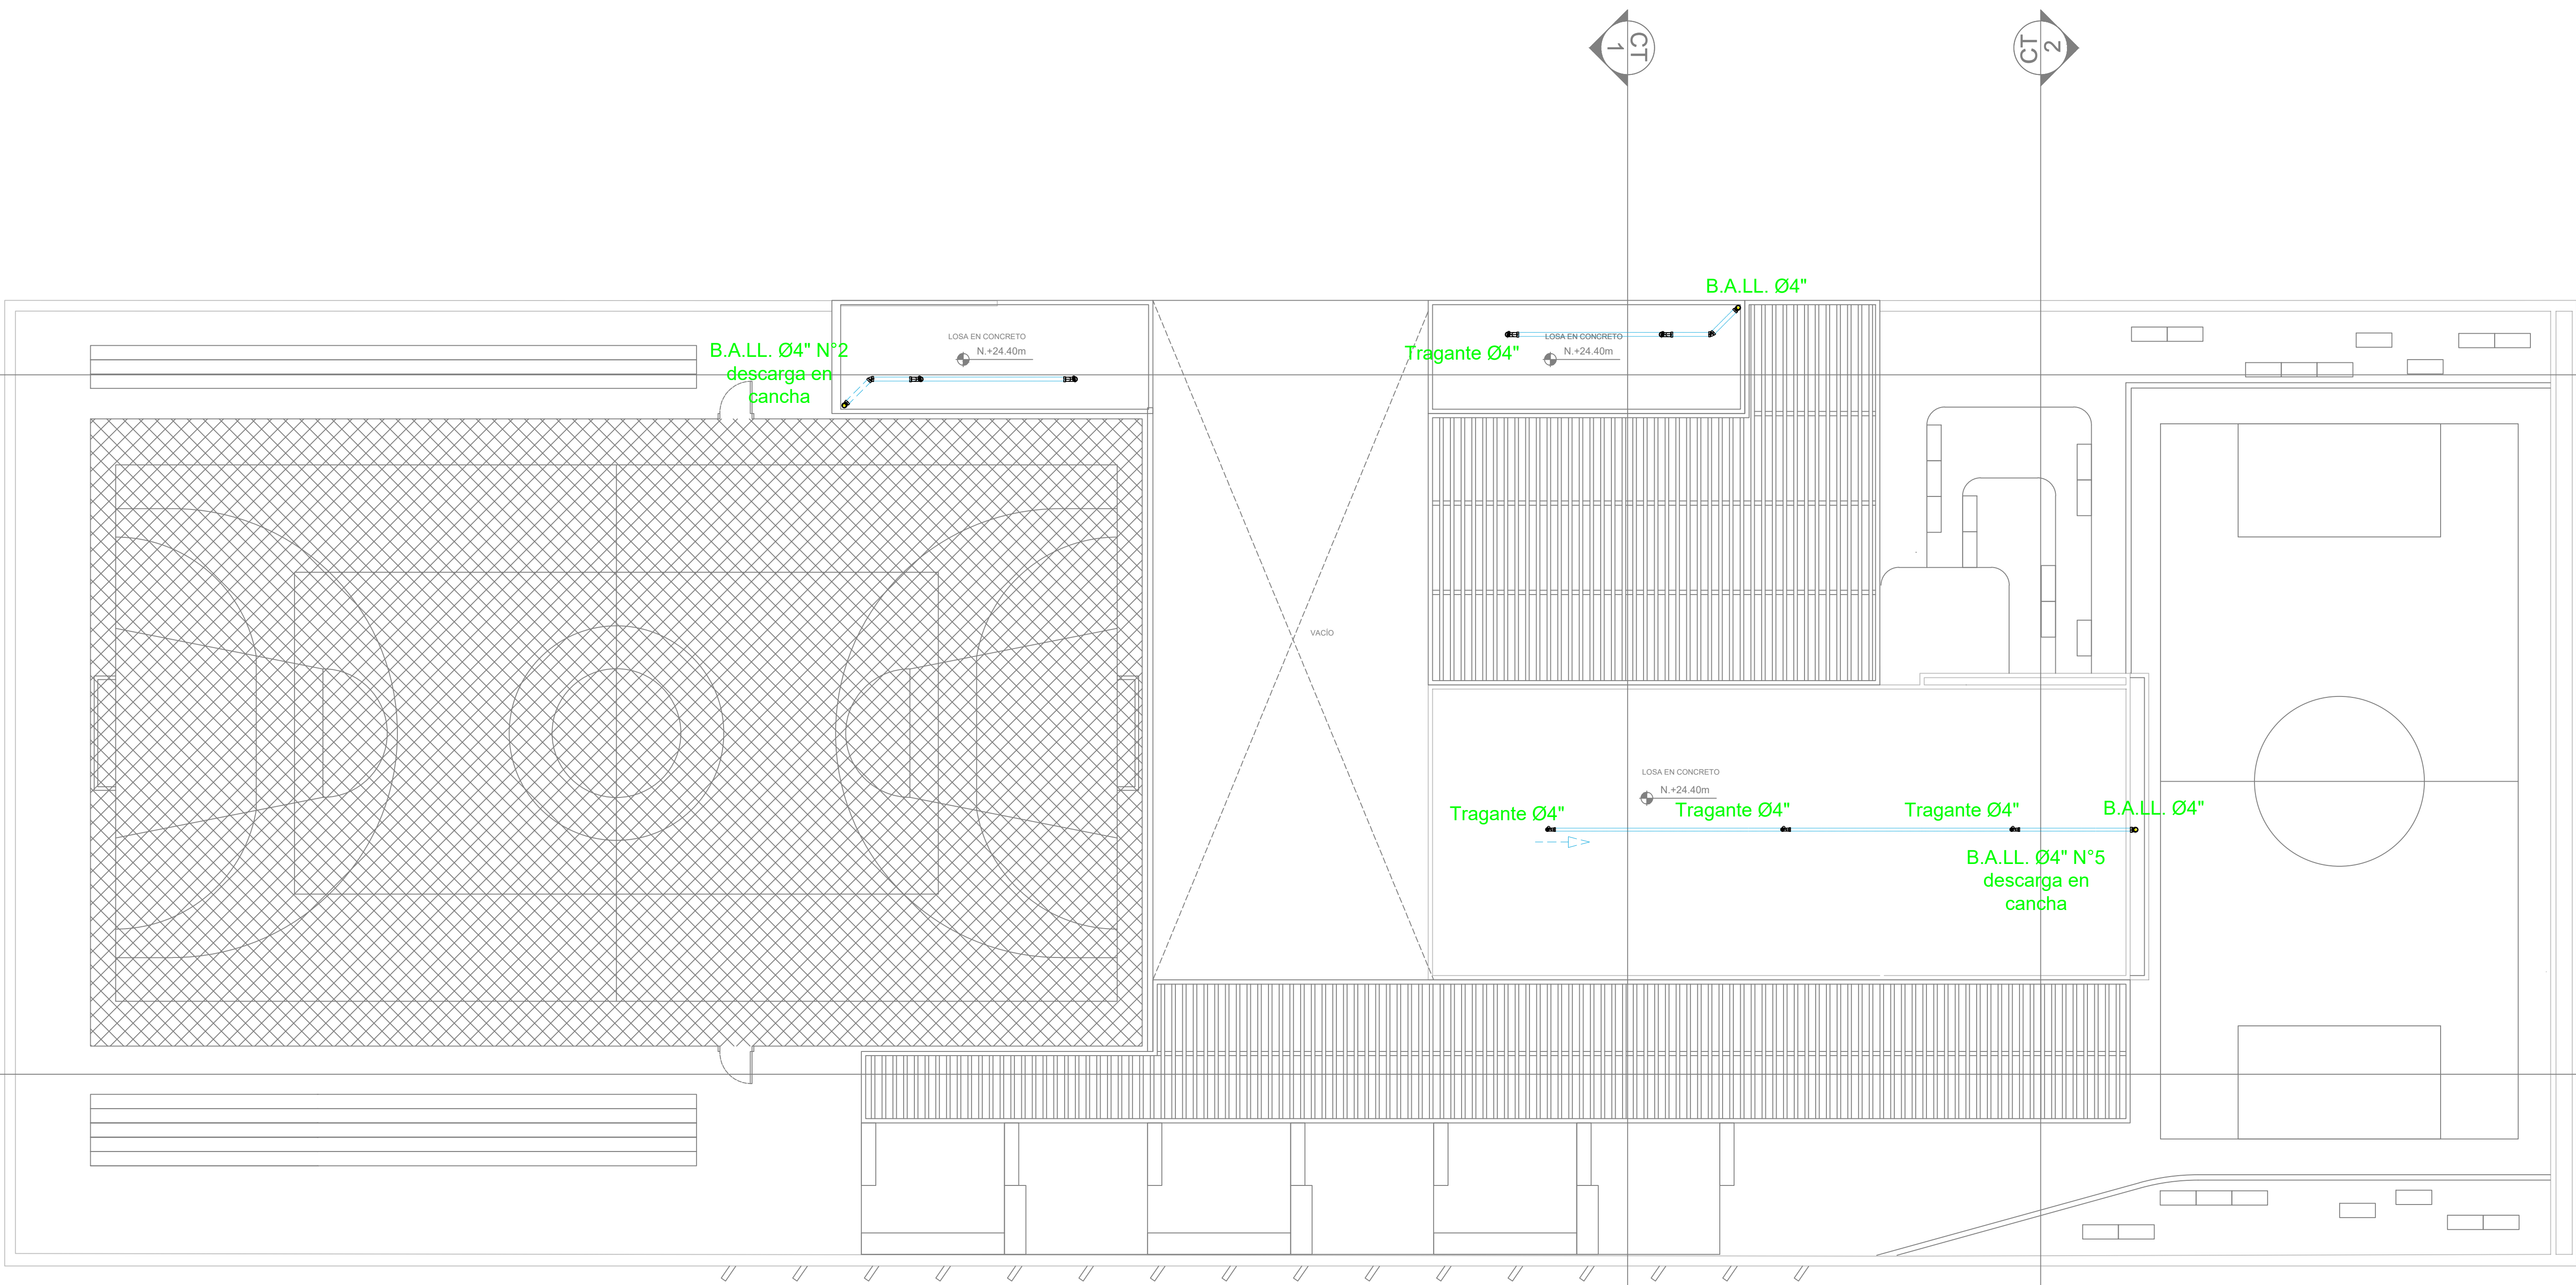 CT
1
CT
2
B.A.LL. Ø4"
LOSA EN CONCRETO
N.+24.40m
B.A.LL. Ø4" N°2
descarga en
cancha
LOSA EN CONCRETO
N.+24.40m
Tragante Ø4"
VACÍO
LOSA EN CONCRETO
N.+24.40m
Tragante Ø4"
Tragante Ø4"
Tragante Ø4"
B.A.LL. Ø4"
B.A.LL. Ø4" N°5
descarga en
cancha